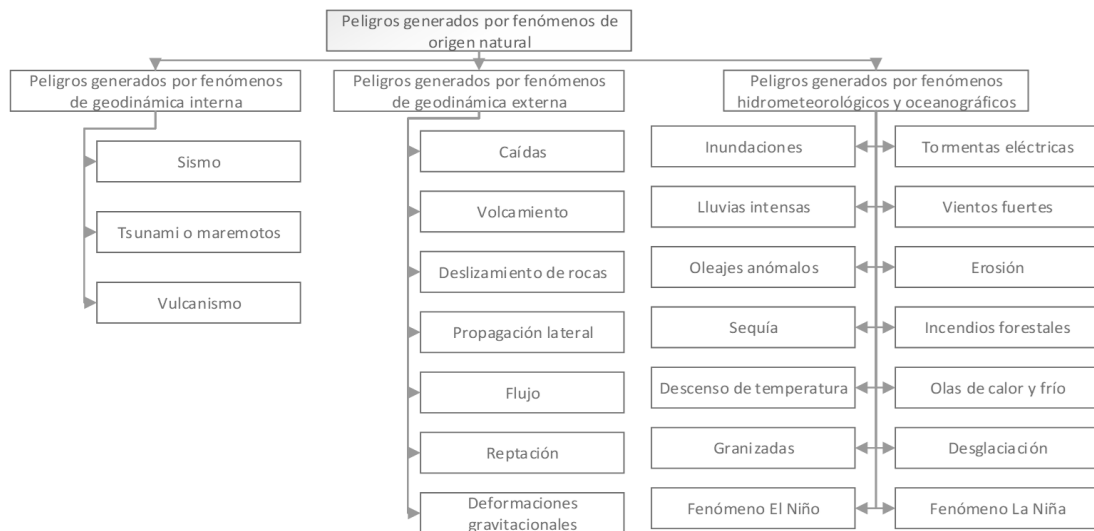 Peligros generados por fenómenos de
origen natural
Peligros generados por fenómenos
de geodinámica interna
Sismo
Tsunami o maremotos
Vulcanismo
Peligros generados por fenómenos
de geodinámica externa
Caídas
Volcamiento
Deslizamiento de rocas
Propagación lateral
Flujo
Reptación
Deformaciones
gravitacionales
Peligros generados por fenómenos
hidrometeorológicos y oceanográficos
Inundaciones
Tormentas eléctricas
Lluvias intensas
Vientos fuertes
Oleajes anómalos
Erosión
Sequía
Incendios forestales
Descenso de temperatura
Olas de calor y frío
Granizadas
Desglaciación
Fenómeno El Niño
Fenómeno La Niña